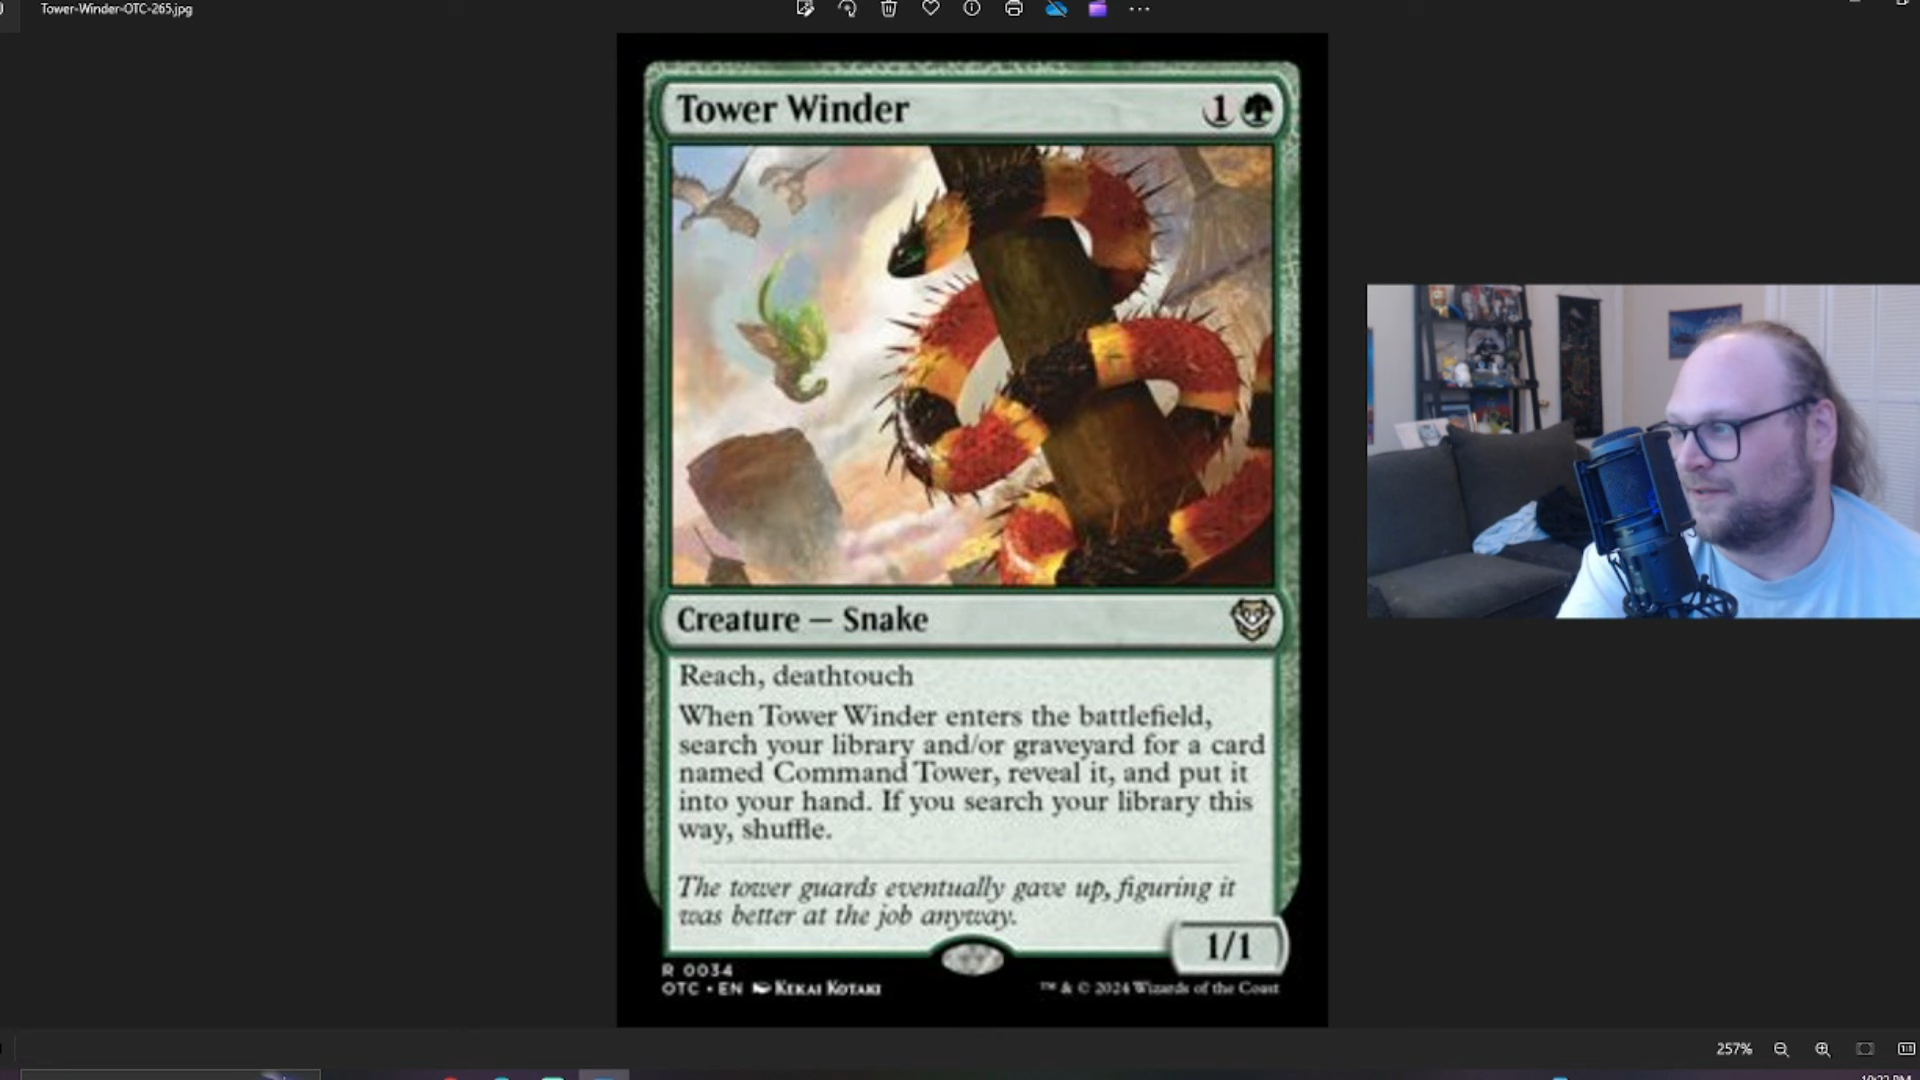 Tower-Winder-OTC-265.jpg
Tower Winder
1
Creature — Snake
Reach, deathtouch
When Tower Winder enters the battlefield,
search your library and/or graveyard for a card
named Command Tower, reveal it, and put it
into your hand. If you search your library this
way, shuffle.
The tower guards eventually gave up, figuring it
was better at the job anyway.
1/1
R 0034
OTC • EN KEKAI KOTAKI
™ & © 2024 Wizards of the Coast
257%